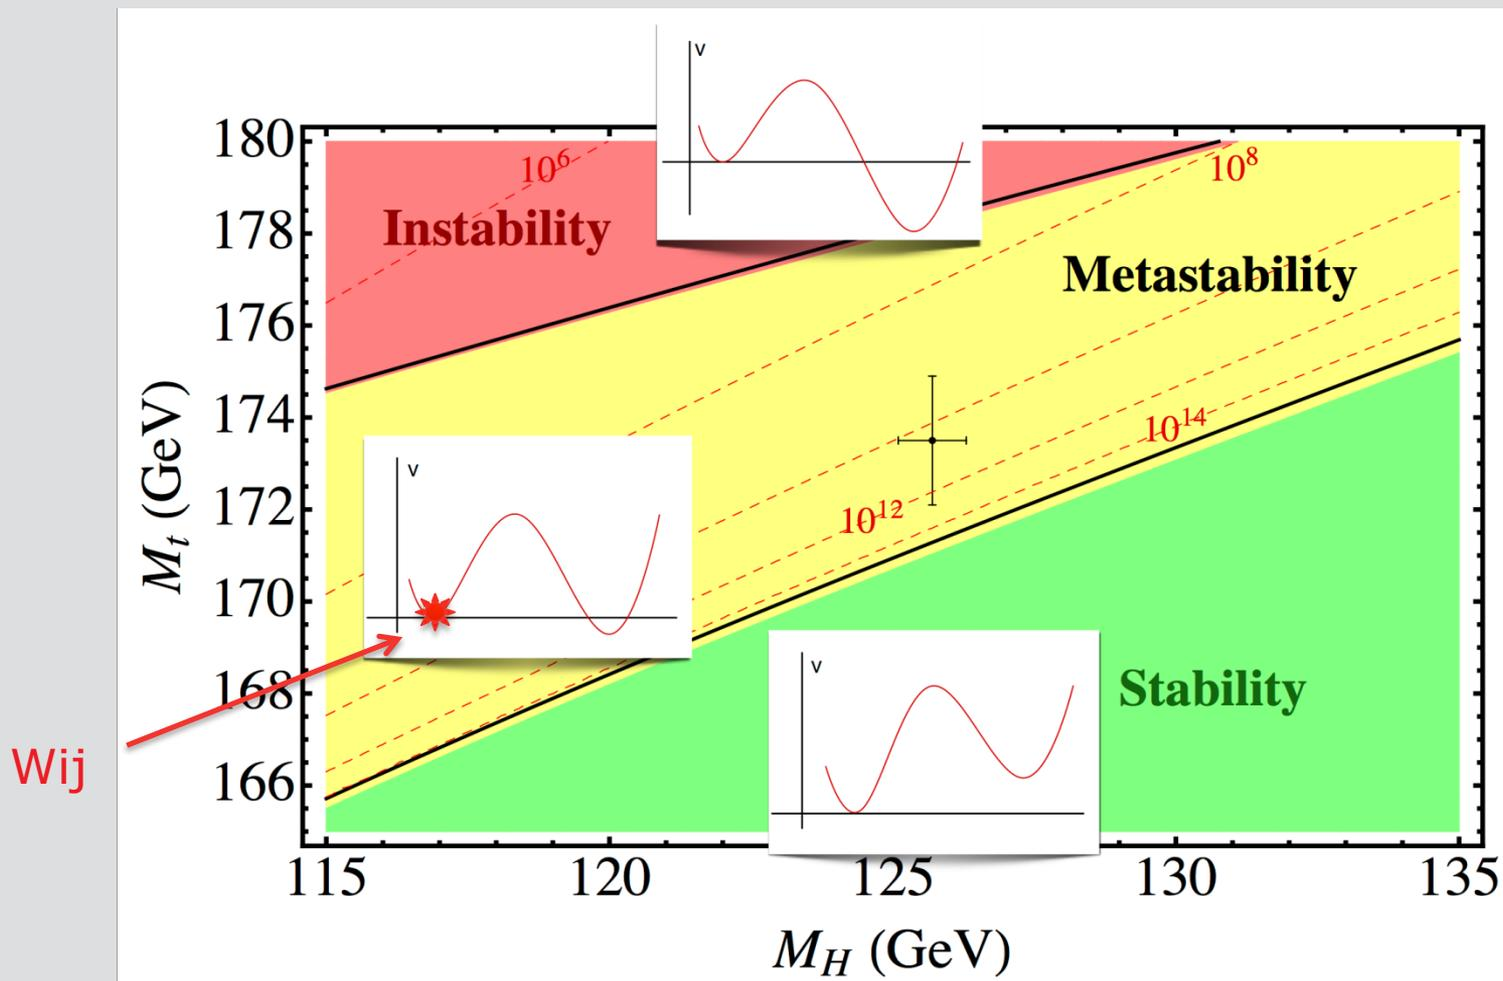 V
180
10⁶
10⁸
178
Instability
Metastability
176
174
10¹⁴
V
172
10¹²
170
168
V
Stability
Wij
166
115 120 125 130 135
M_t (GeV)
M_H (GeV)